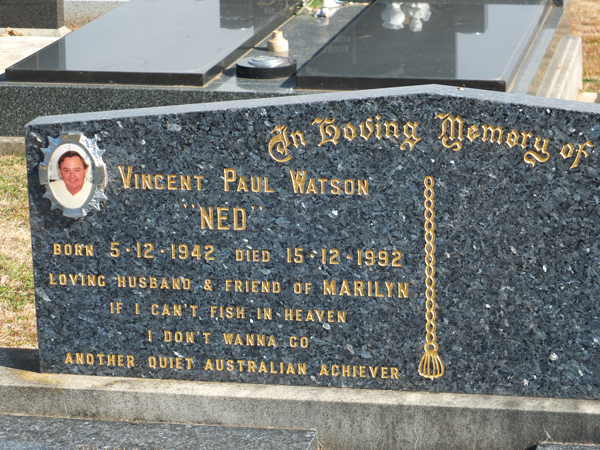 In Loving Memory of
Vincent Paul Watson
"NED"
BORN 5-12-1942 DIED 15-12-1992
LOVING HUSBAND & FRIEND OF MARILYN
IF I CAN'T FISH IN HEAVEN
I DON'T WANNA GO
ANOTHER QUIET AUSTRALIAN ACHIEVER